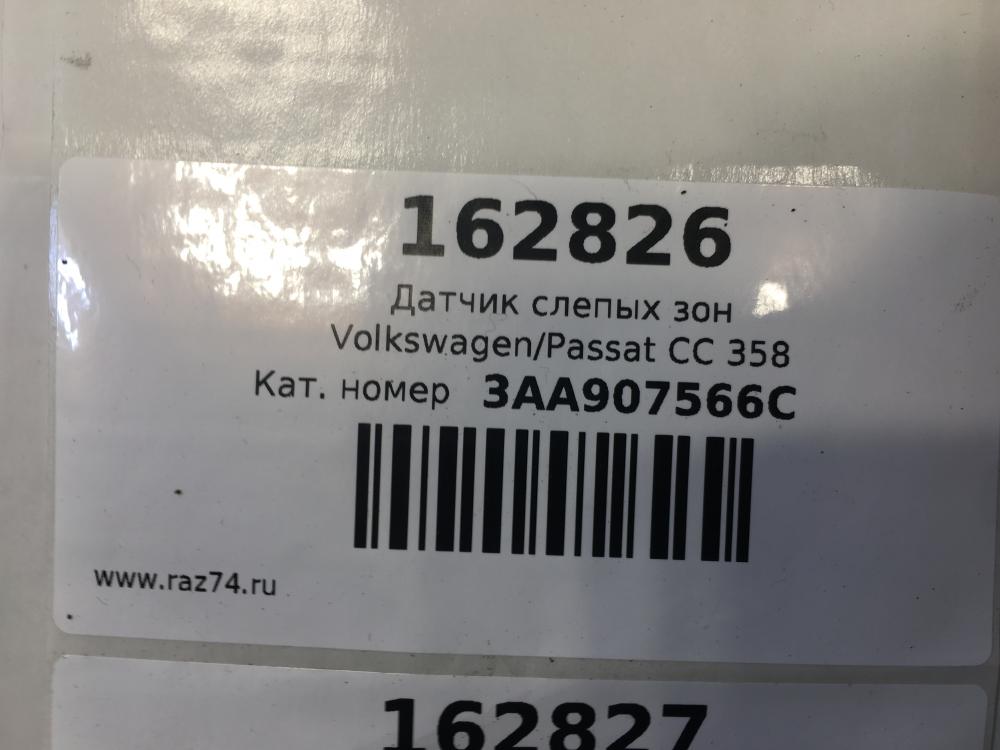 162826
Датчик слепых зон
Volkswagen/Passat CC 358
Кат. номер 3AA907566C
www.raz74.ru
162827